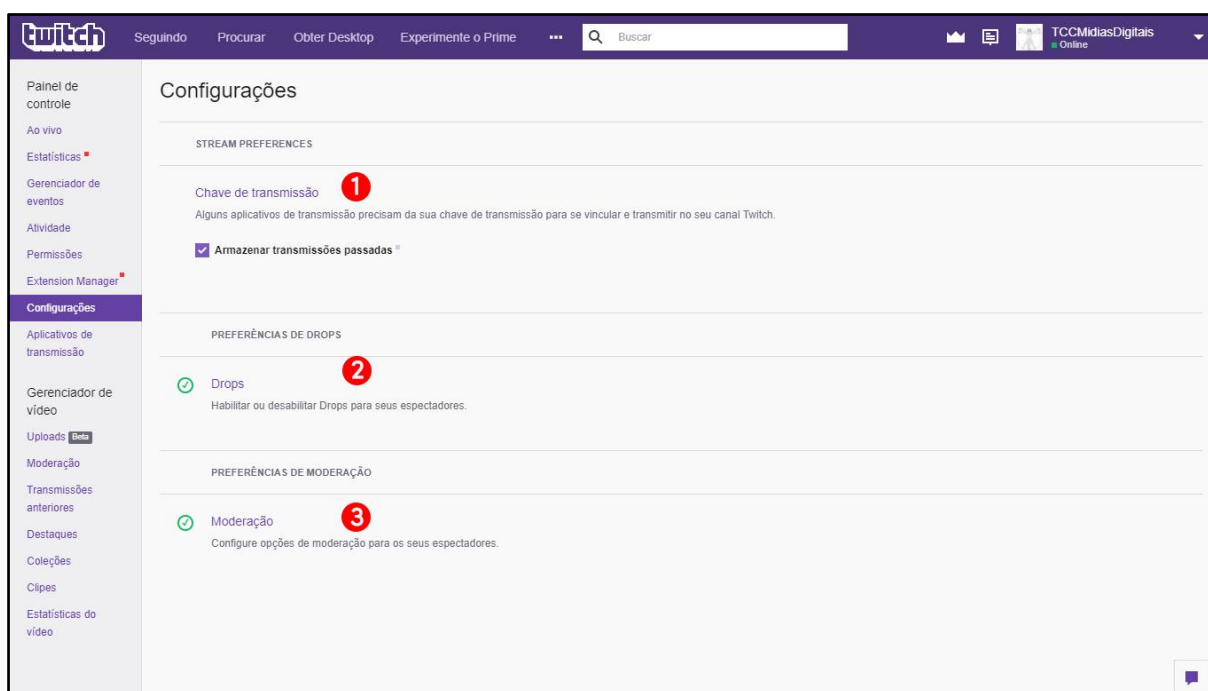 twitch Seguindo Procurar Obter Desktop Experimente o Prime ... Buscar TCCMidiasDigitais
Online
Painel de
controle
Ao vivo
Estatísticas
Gerenciador de
eventos
Atividade
Permissões
Extension Manager
Configurações
Aplicativos de
transmissão
Gerenciador de
vídeo
Uploads Beta
Moderação
Transmissões
anteriores
Destaques
Coleções
Clipes
Estatísticas do
vídeo
Configurações
STREAM PREFERENCES
Chave de transmissão 1
Alguns aplicativos de transmissão precisam da sua chave de transmissão para se vincular e transmitir no seu canal Twitch.
Armazenar transmissões passadas
PREFERÊNCIAS DE DROPS
Drops 2
Habilitar ou desabilitar Drops para seus espectadores.
PREFERÊNCIAS DE MODERAÇÃO
Moderação 3
Configure opções de moderação para os seus espectadores.